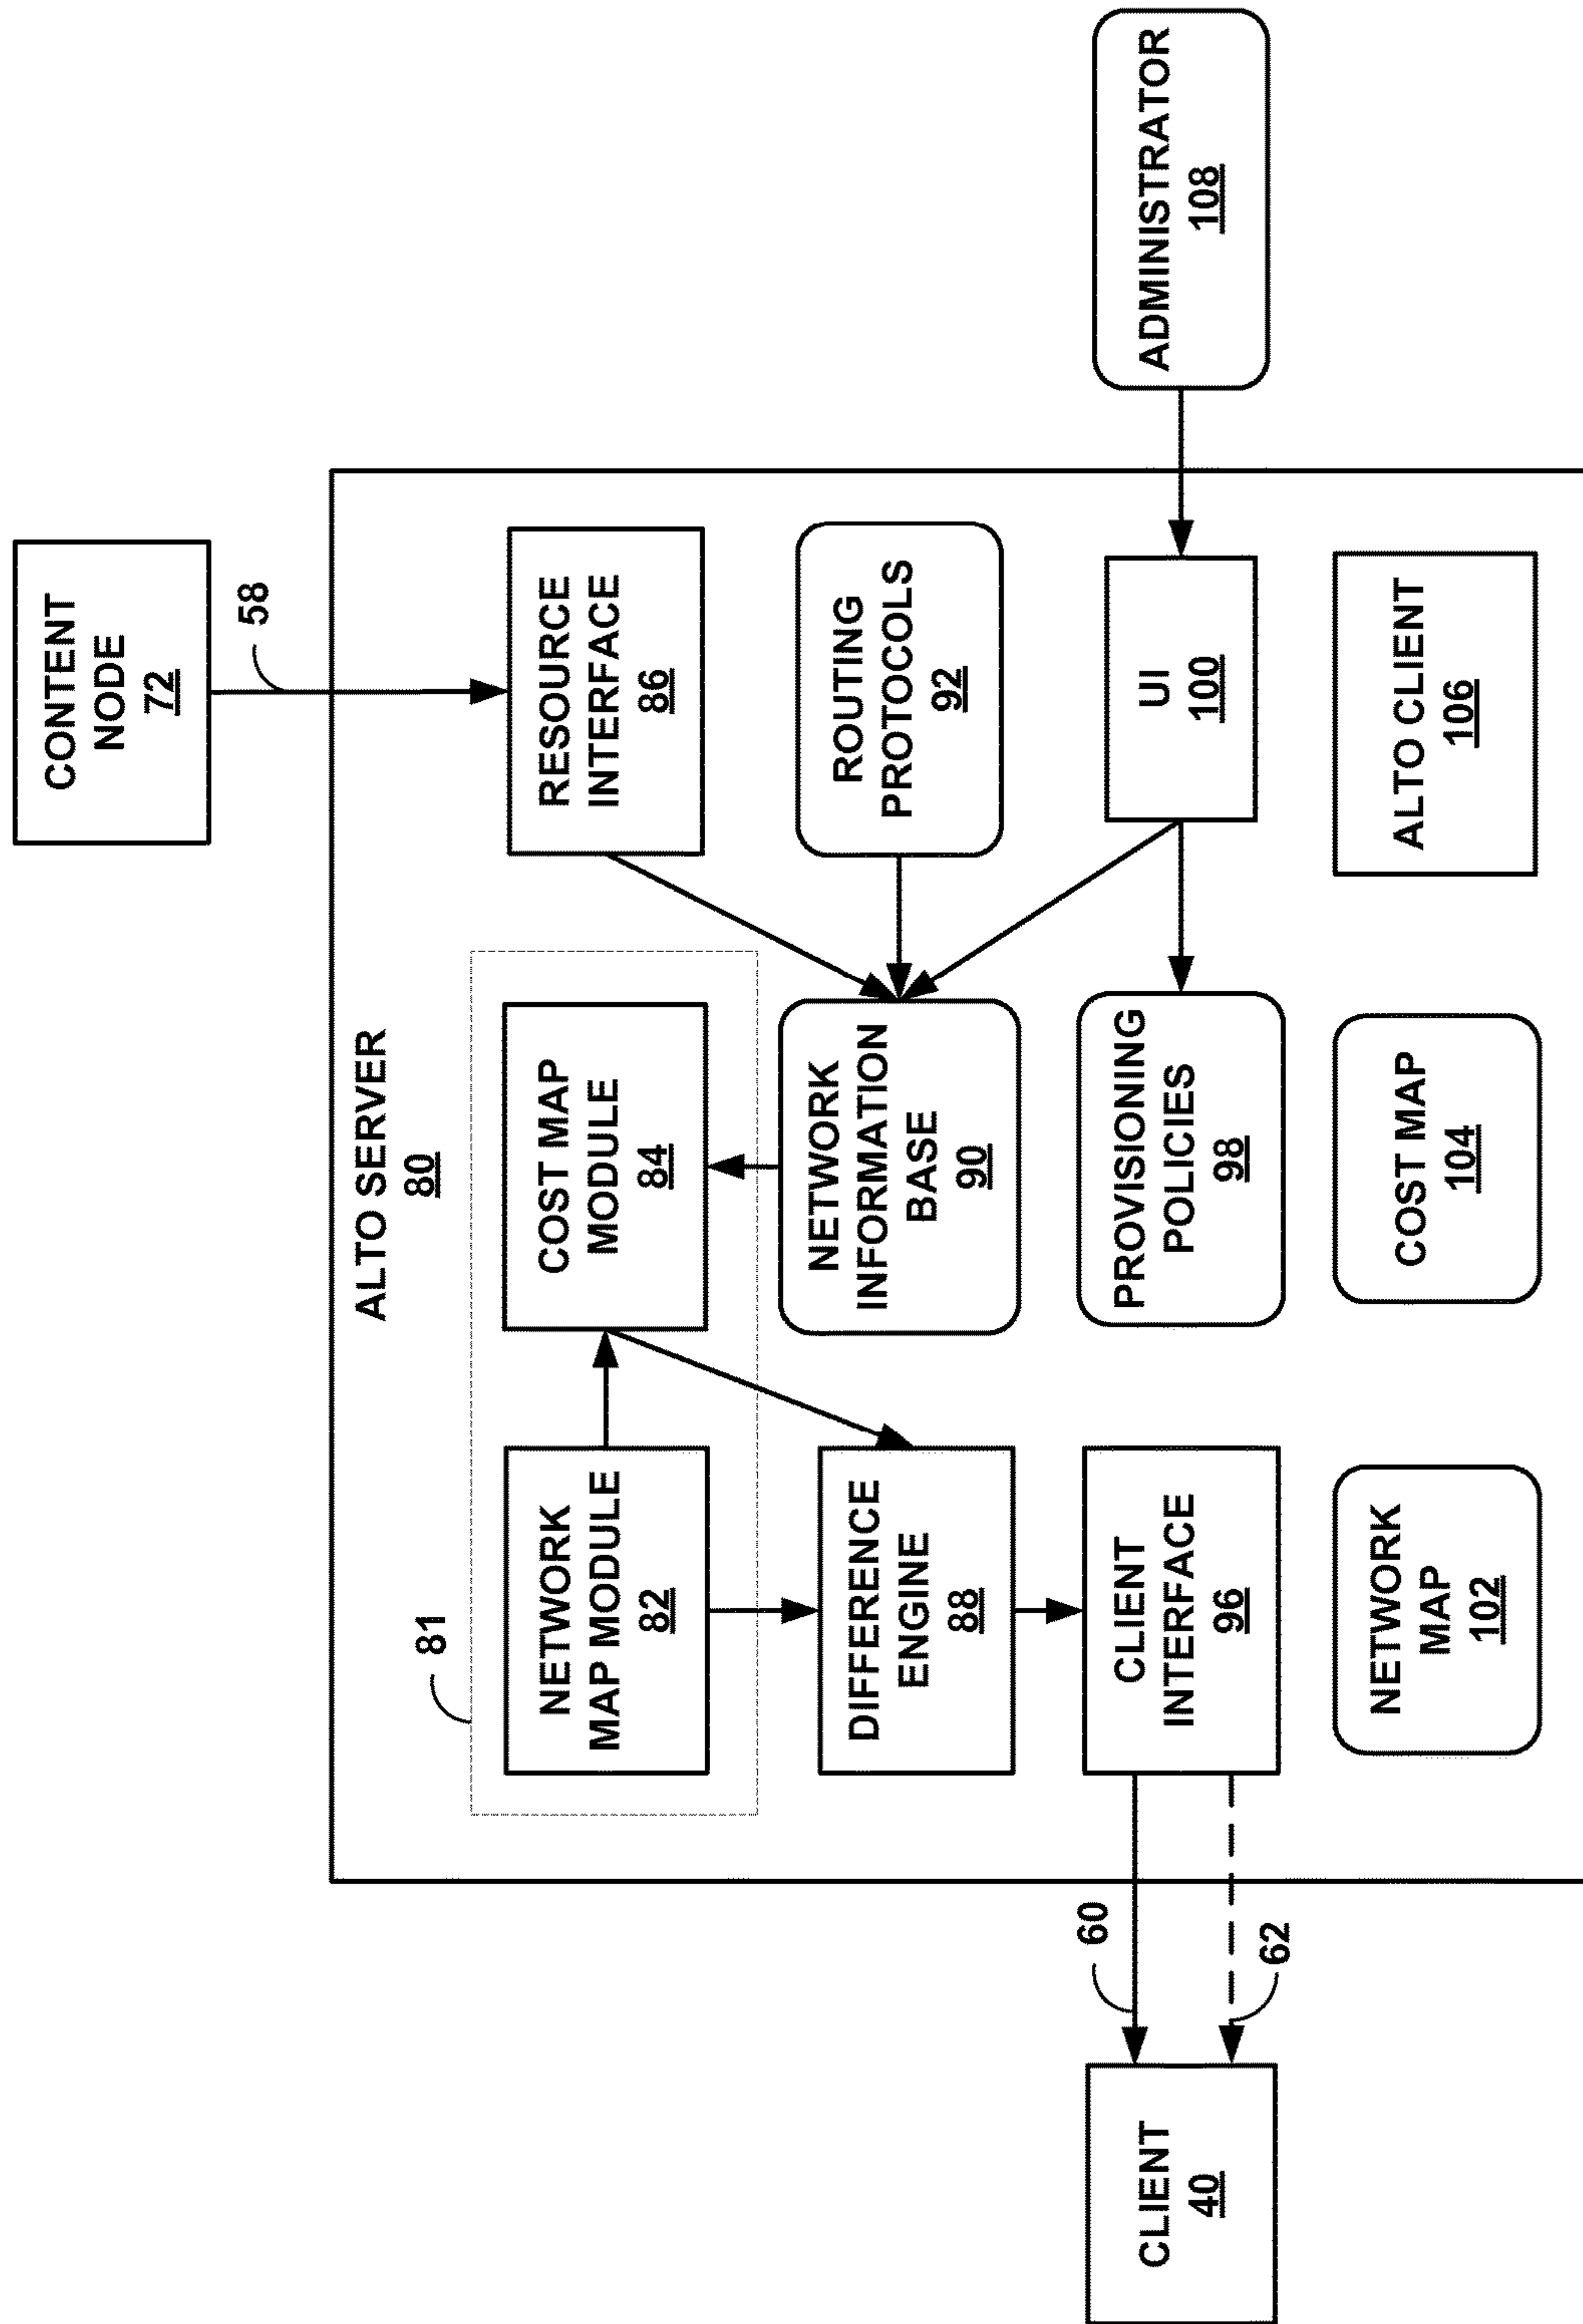 CONTENT
NODE
72
58
ALTO SERVER
80
81
NETWORK
MAP MODULE
82
COST MAP
MODULE
84
RESOURCE
INTERFACE
86
DIFFERENCE
ENGINE
88
NETWORK
INFORMATION
BASE
90
ROUTING
PROTOCOLS
92
CLIENT
40
60
62
CLIENT
INTERFACE
96
PROVISIONING
POLICIES
98
UI
100
ADMINISTRATOR
108
NETWORK
MAP
102
COST MAP
104
ALTO CLIENT
106